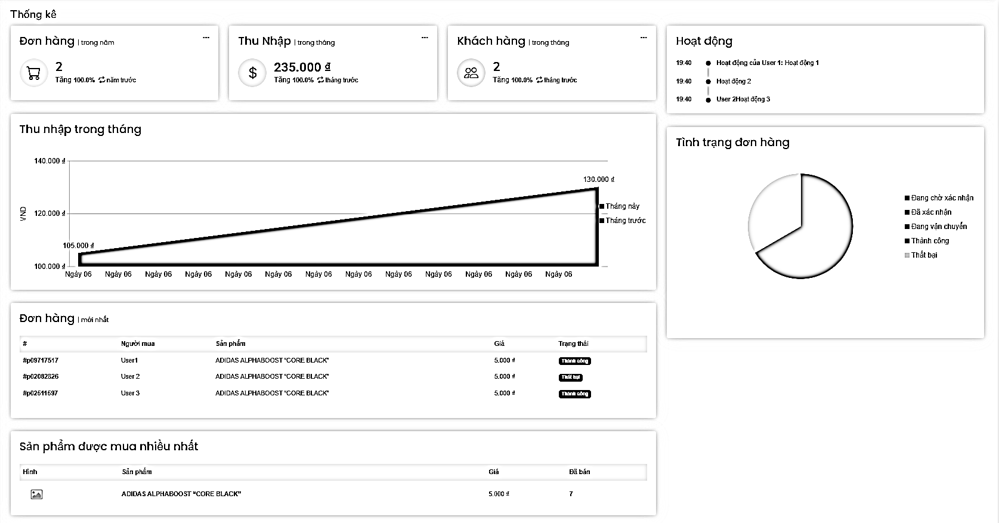 Thống kê
Đơn hàng | trong năm
2
Tăng 100.0% năm trước
Thu Nhập | trong tháng
235.000 ₫
Tăng 100.0% tháng trước
Khách hàng | trong tháng
2
Tăng 100.0% tháng trước
Hoạt động
19:40 Hoạt động của User 1: Hoạt động 1
19:40 Hoạt động 2
19:40 User 2Hoạt động 3
Thu nhập trong tháng
140.000 ₫
130.000 ₫
120.000 ₫
105.000 ₫
100.000 ₫
VND
Tháng này
Tháng trước
Ngày 06 Ngày 06 Ngày 06 Ngày 06 Ngày 06 Ngày 06 Ngày 06 Ngày 06 Ngày 06 Ngày 06 Ngày 06 Ngày 06 Ngày 06
Tình trạng đơn hàng
Đang chờ xác nhận
Đã xác nhận
Đang vận chuyển
Thành công
Thất bại
Đơn hàng | mới nhất
# Người mua Sản phẩm Giá Trạng thái
#p09717517 User1 ADIDAS ALPHABOOST “CORE BLACK” 5.000 ₫ Thành công
#p02082826 User 2 ADIDAS ALPHABOOST “CORE BLACK” 5.000 ₫ Thất bại
#p02511597 User 3 ADIDAS ALPHABOOST “CORE BLACK” 5.000 ₫ Thành công
Sản phẩm được mua nhiều nhất
Hình Sản phẩm Giá Đã bán
ADIDAS ALPHABOOST “CORE BLACK” 5.000 ₫ 7